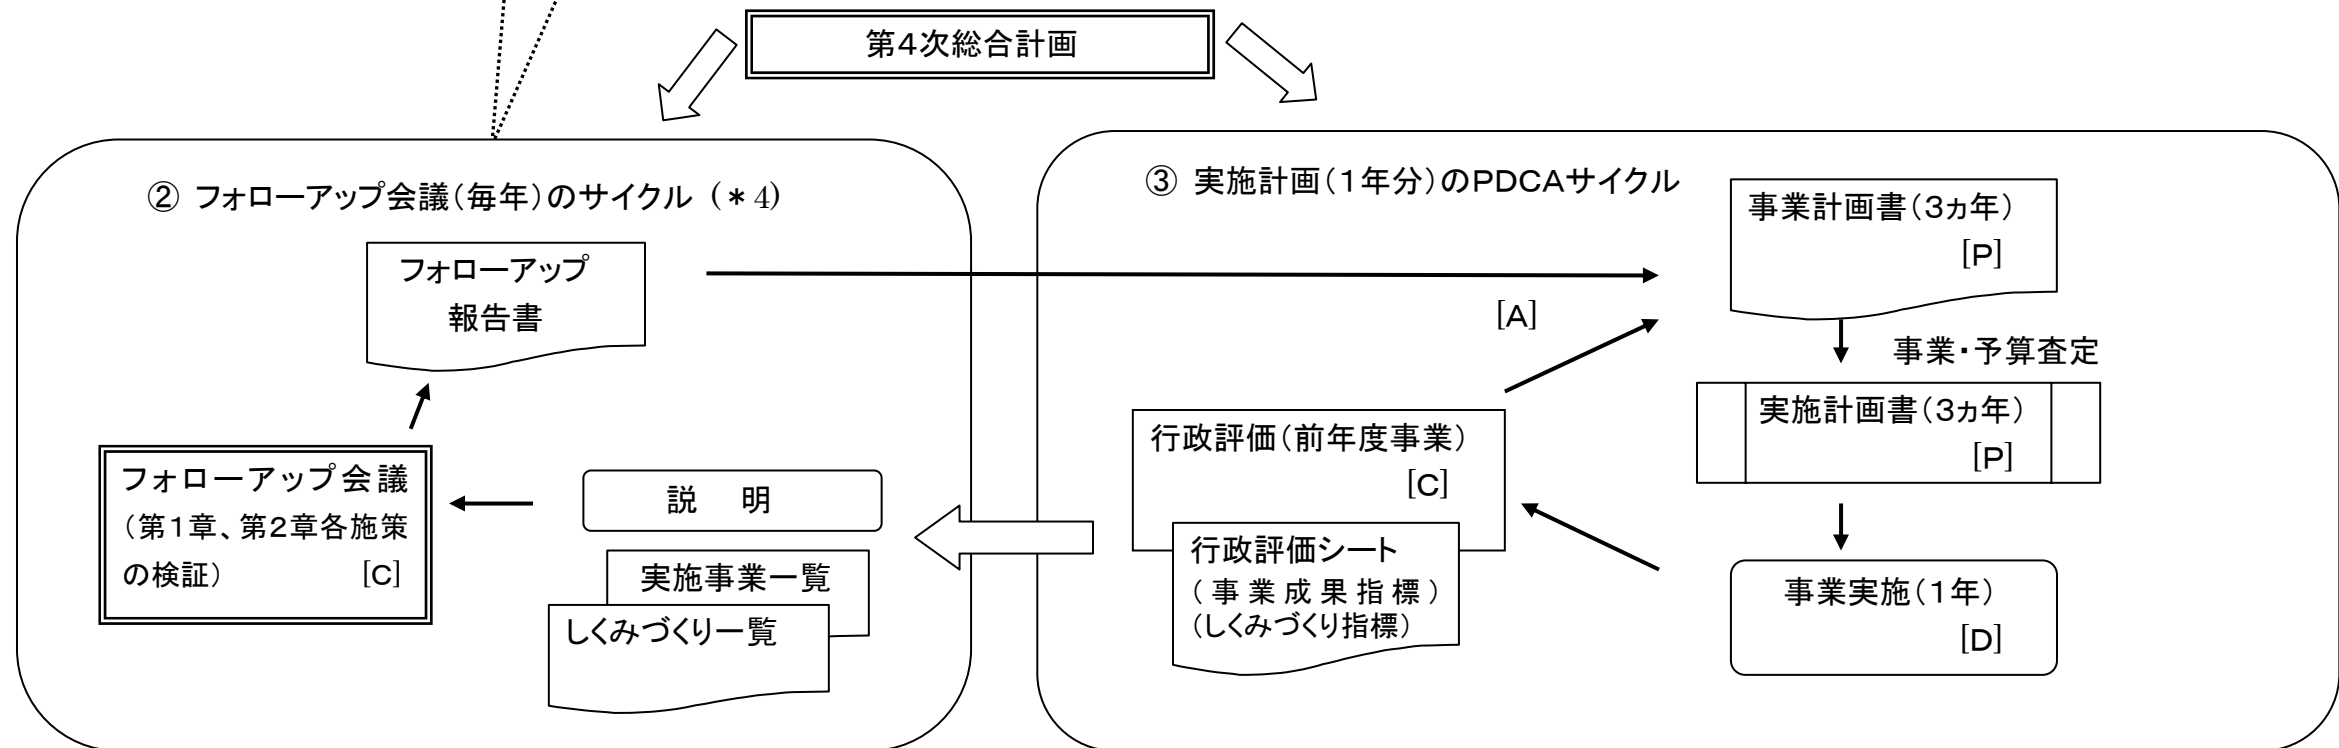 第４次総合計画
② フォローアップ会議（毎年）のサイクル (＊4)
フォローアップ
報告書
フォローアップ会議
（第１章、第２章各施策
の検証） [C]
説　明
実施事業一覧
しくみづくり一覧
③ 実施計画（１年分）のＰＤＣＡサイクル
事業計画書（３ヵ年）
[P]
[A]
事業・予算査定
実施計画書（３ヵ年）
[P]
行政評価（前年度事業）
[C]
行政評価シート
（事業成果指標）
（しくみづくり指標）
事業実施（１年）
[D]